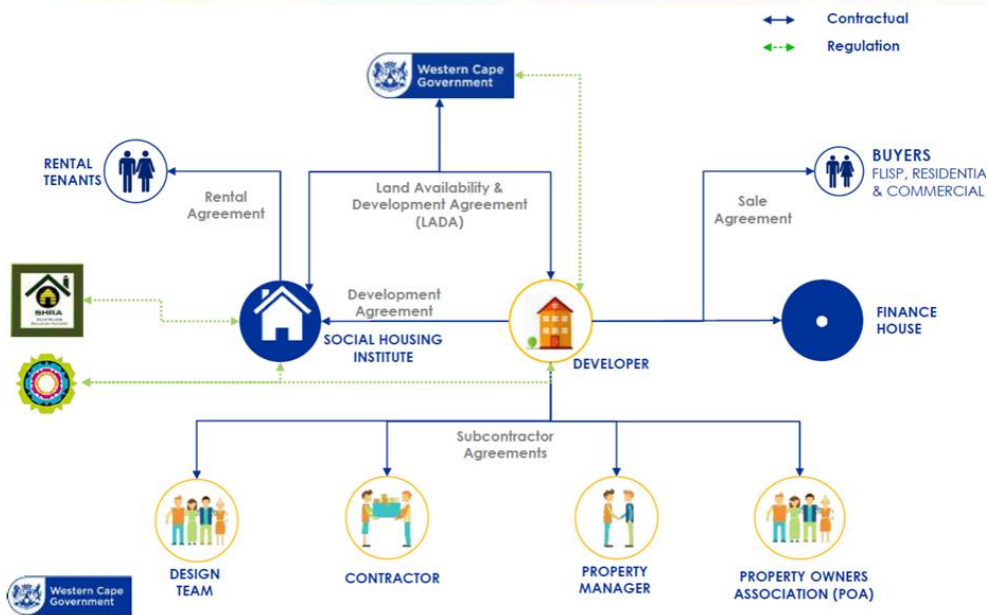 Contractual
Regulation
Western Cape
Government
RENTAL
TENANTS
Rental
Agreement
Land Availability &
Development Agreement
(LADA)
Sale
Agreement
BUYERS
FLISP, RESIDENTIA
& COMMERCIAL
SHRA
Development
Agreement
SOCIAL HOUSING
INSTITUTE
DEVELOPER
FINANCE
HOUSE
Subcontractor
Agreements
DESIGN
TEAM
CONTRACTOR
PROPERTY
MANAGER
PROPERTY OWNERS
ASSOCIATION (POA)
Western Cape
Government